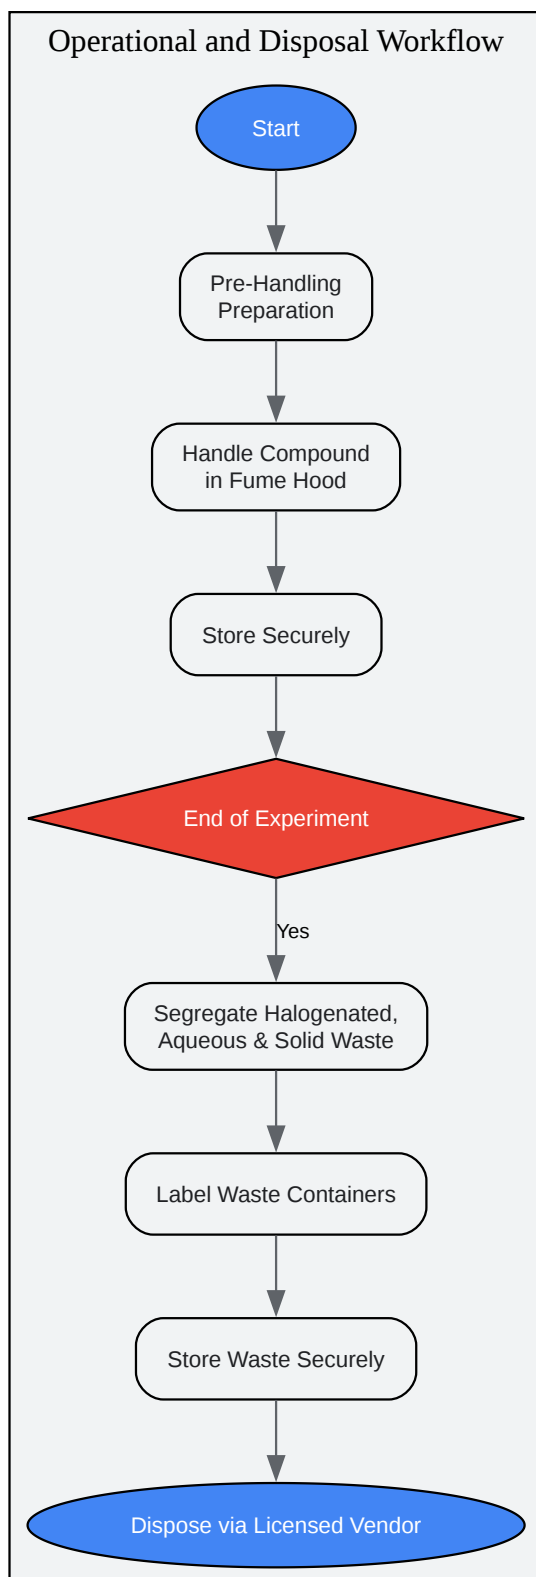 Operational and Disposal Workflow
Start
Pre-Handling
Preparation
Handle Compound
in Fume Hood
Store Securely
End of Experiment
Yes
Segregate Halogenated,
Aqueous & Solid Waste
Label Waste Containers
Store Waste Securely
Dispose via Licensed Vendor